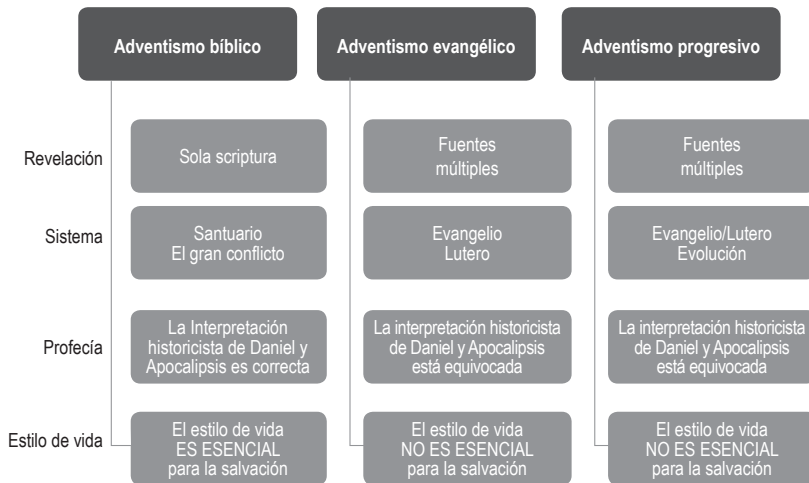 Adventismo bíblico
Adventismo evangélico
Adventismo progresivo
Revelación
Sola scriptura
Fuentes
múltiples
Fuentes
múltiples
Sistema
Santuario
El gran conflicto
Evangelio
Lutero
Evangelio/Lutero
Evolución
Profecía
La Interpretación
historicista de Daniel y
Apocalipsis es correcta
La interpretación historicista
de Daniel y Apocalipsis
está equivocada
La interpretación historicista
de Daniel y Apocalipsis
está equivocada
Estilo de vida
El estilo de vida
ES ESENCIAL
para la salvación
El estilo de vida
NO ES ESENCIAL
para la salvación
El estilo de vida
NO ES ESENCIAL
para la salvación